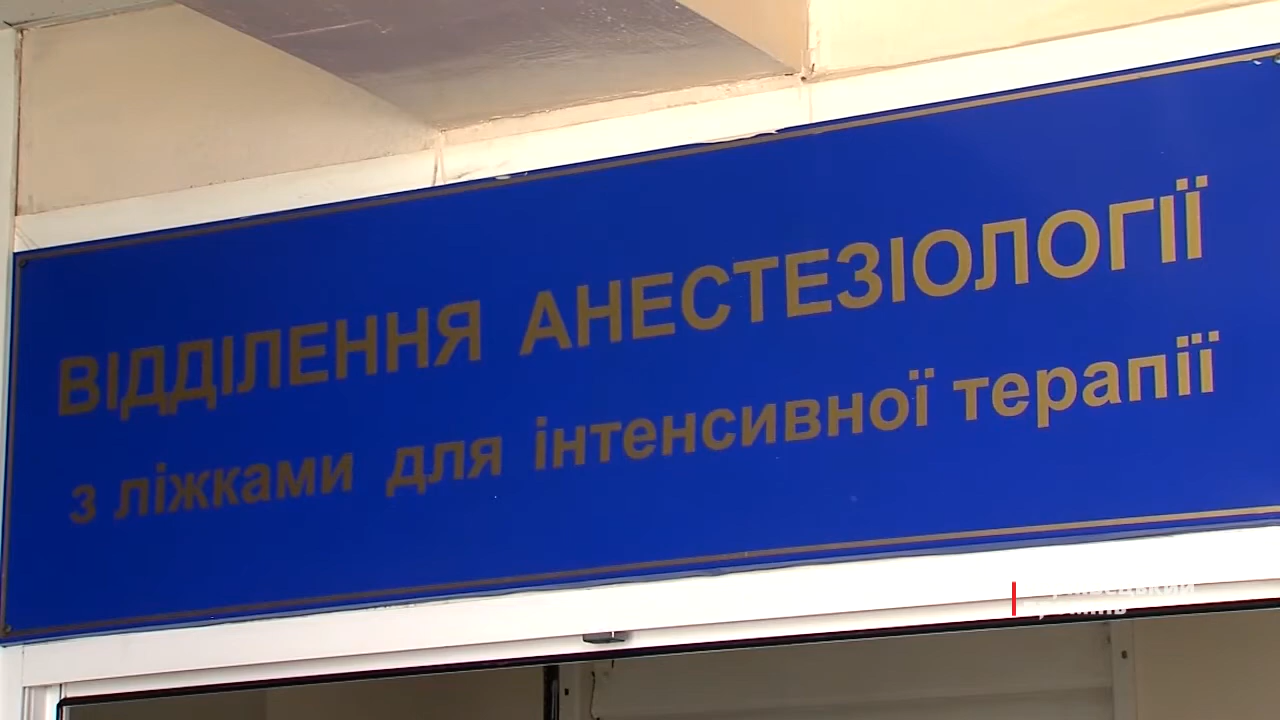 ВІДДІЛЕННЯ АНЕСТЕЗІОЛОГІЇ
з ліжками для інтенсивної терапії